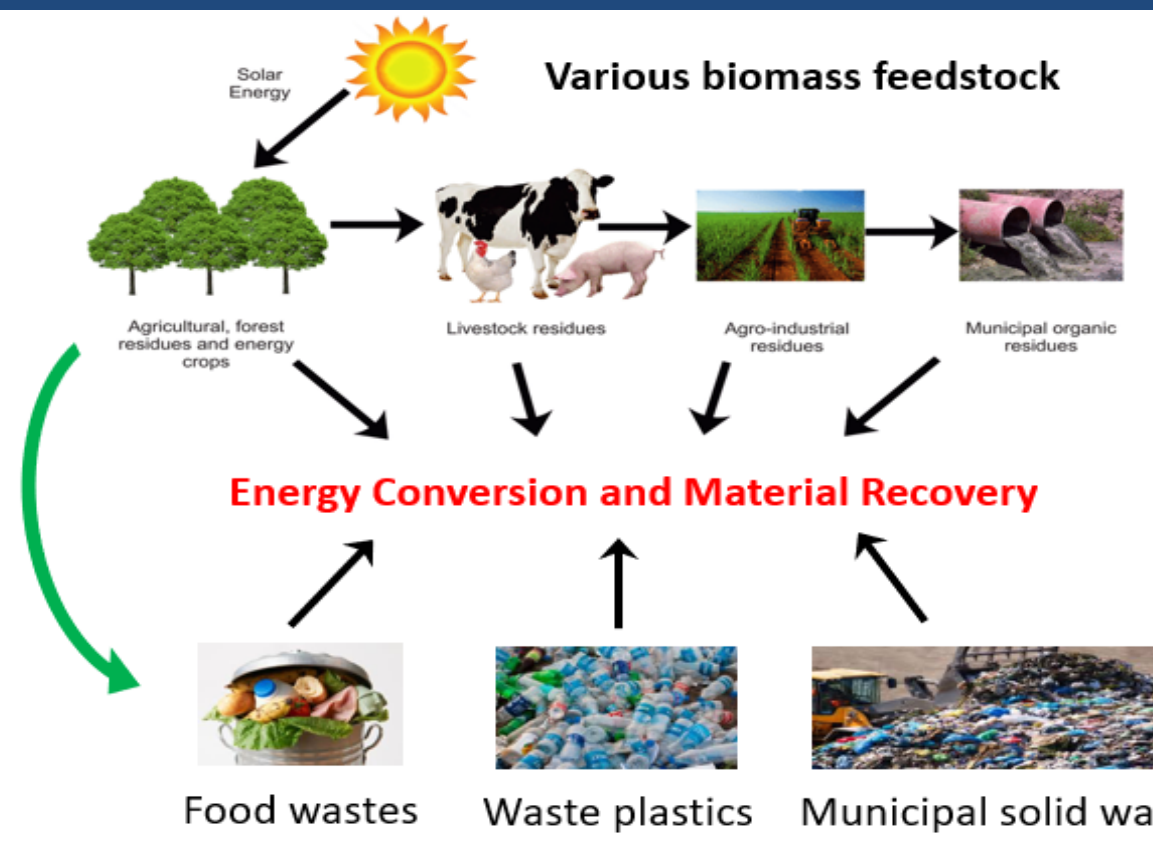 Solar
Energy
Various biomass feedstock
Agricultural, forest
residues and energy
crops
Livestock residues
Agro-industrial
residues
Municipal organic
residues
Energy Conversion and Material Recovery
Food wastes
Waste plastics
Municipal solid wa